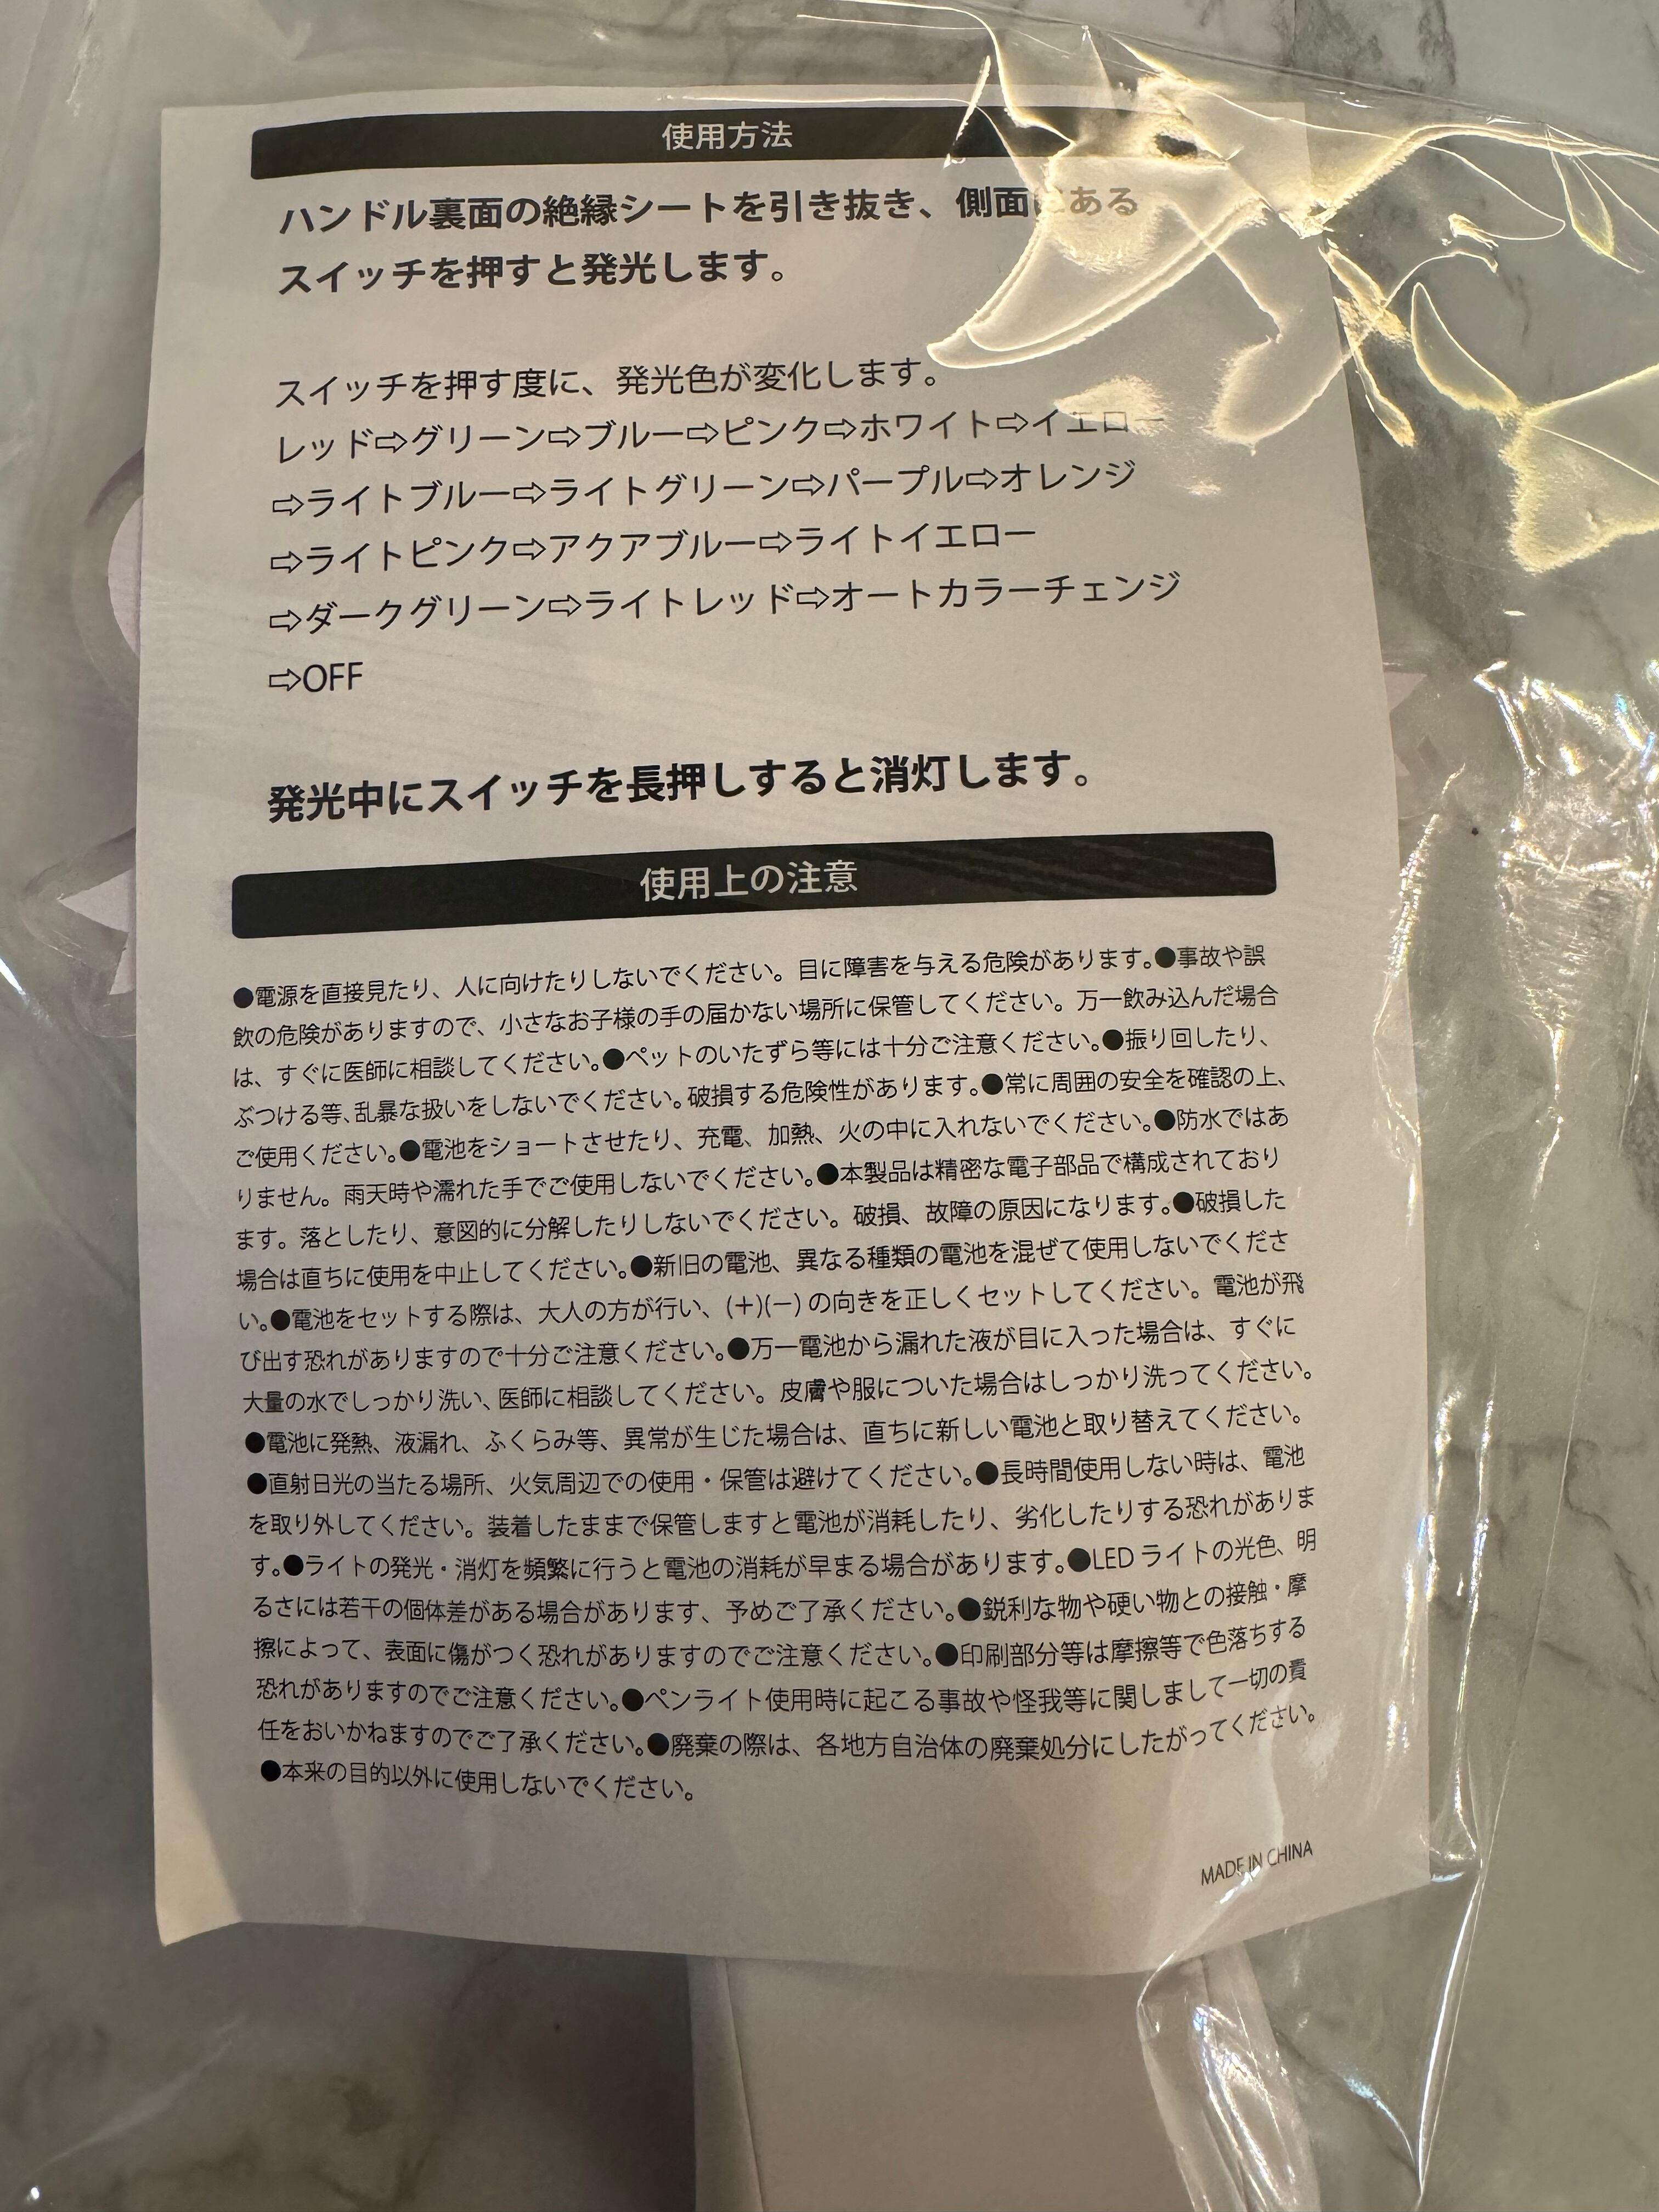 使用方法
ハンドル裏面の絶縁シートを引き抜き、側面にある
スイッチを押すと発光します。
スイッチを押す度に、発光色が変化します。
レッド⇨グリーン⇨ブルー⇨ピンク⇨ホワイト⇨イエロー
⇨ライトブルー⇨ライトグリーン⇨パープル⇨オレンジ
⇨ライトピンク⇨アクアブルー⇨ライトイエロー
⇨ダークグリーン⇨ライトレッド⇨オートカラーチェンジ
⇨OFF
発光中にスイッチを長押しすると消灯します。
使用上の注意
●電源を直接見たり、人に向けたりしないでください。目に障害を与える危険があります。●事故や誤
飲の危険がありますので、小さなお子様の手の届かない場所に保管してください。万一飲み込んだ場合
は、すぐに医師に相談してください。●ペットのいたずら等には十分ご注意ください。●振り回したり、
ぶつける等、乱暴な扱いをしないでください。破損する危険性があります。●常に周囲の安全を確認の上、
ご使用ください。●電池をショートさせたり、充電、加熱、火の中に入れないでください。●防水ではあ
りません。雨天時や濡れた手でご使用しないでください。●本製品は精密な電子部品で構成されており
ます。落としたり、意図的に分解したりしないでください。破損、故障の原因になります。●破損した
場合は直ちに使用を中止してください。●新旧の電池、異なる種類の電池を混ぜて使用しないでくださ
い。●電池をセットする際は、大人の方が行い、(+)(−)の向きを正しくセットしてください。電池が飛
び出す恐れがありますので十分ご注意ください。●万一電池から漏れた液が目に入った場合は、すぐに
大量の水でしっかり洗い、医師に相談してください。皮膚や服についた場合はしっかり洗ってください。
●電池に発熱、液漏れ、ふくらみ等、異常が生じた場合は、直ちに新しい電池と取り替えてください。
●直射日光の当たる場所、火気周辺での使用・保管は避けてください。●長時間使用しない時は、電池
を取り外してください。装着したままで保管しますと電池が消耗したり、劣化したりする恐れがありま
す。●ライトの発光・消灯を頻繁に行うと電池の消耗が早まる場合があります。●LED ライトの光色、明
るさには若干の個体差がある場合があります、予めご了承ください。●鋭利な物や硬い物との接触・摩
擦によって、表面に傷がつく恐れがありますのでご注意ください。●印刷部分等は摩擦等で色落ちする
恐れがありますのでご注意ください。●ペンライト使用時に起こる事故や怪我等に関しまして一切の責
任をおいかねますのでご了承ください。●廃棄の際は、各地方自治体の廃棄処分にしたがってください。
●本来の目的以外に使用しないでください。
MADE IN CHINA